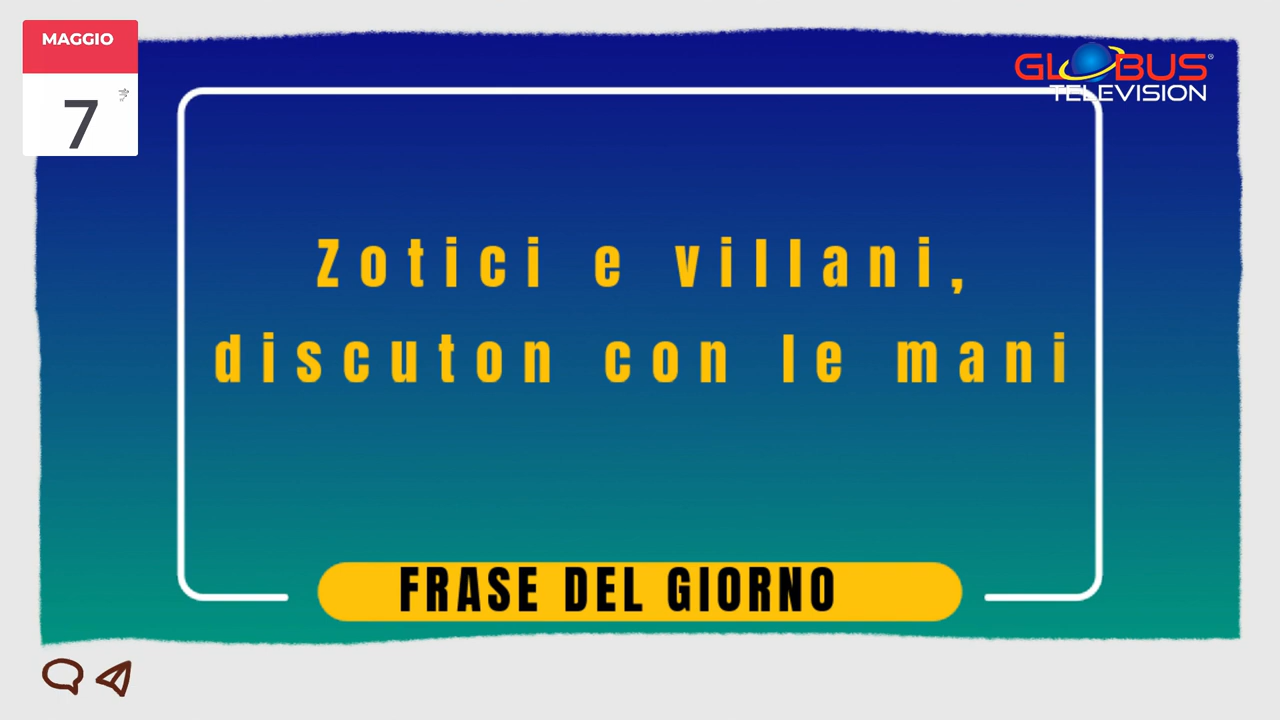 MAGGIO
7
GLOBUS®
TELEVISION
Zotici e villani,
discuton con le mani
FRASE DEL GIORNO